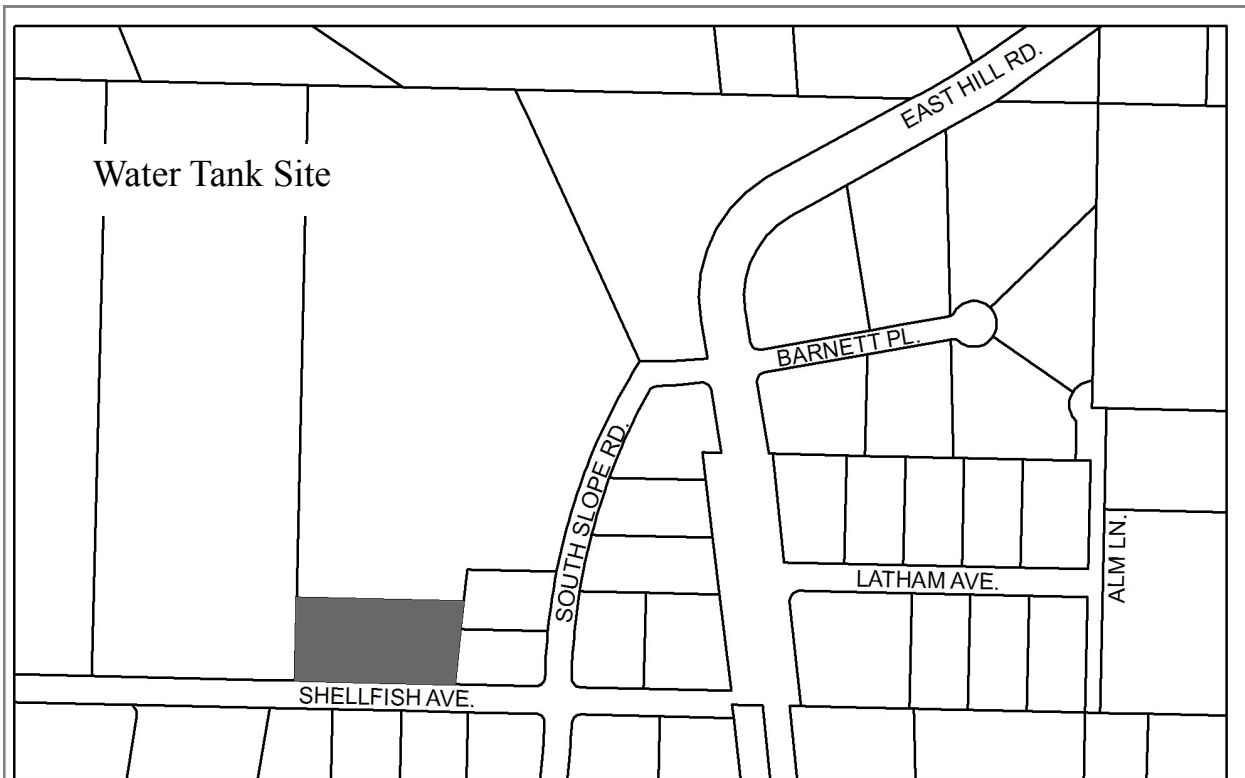 EAST HILL RD.
Water Tank Site
BARNETT PL.
SOUTH SLOPE RD.
ALM LN.
LATHAM AVE.
SHELLFISH AVE.